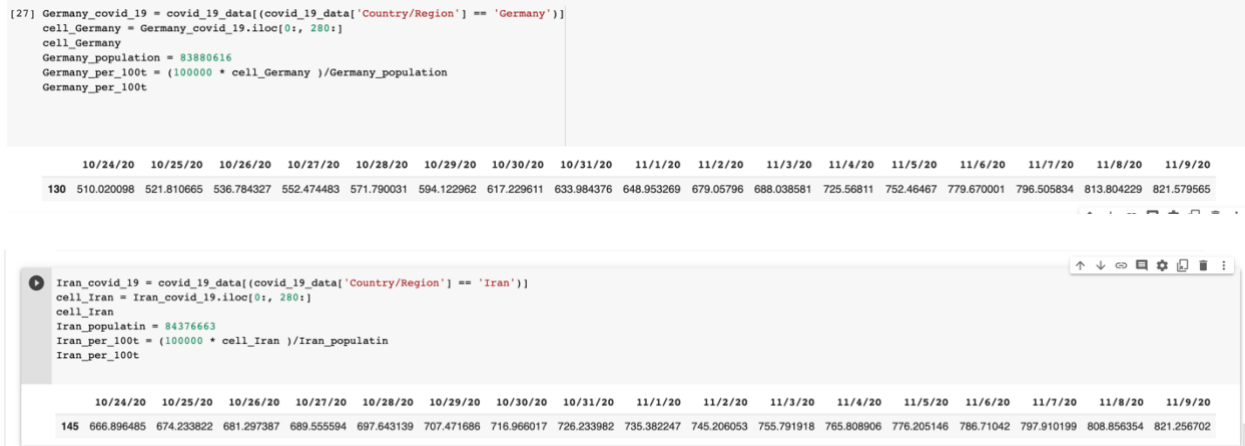 [27] Germany_covid_19 = covid_19_data[(covid_19_data['Country/Region'] == 'Germany')]
cell_Germany = Germany_covid_19.iloc[0:, 280:]
cell_Germany
Germany_population = 83880616
Germany_per_100t = (100000 * cell_Germany )/Germany_population
Germany_per_100t
10/24/20 10/25/20 10/26/20 10/27/20 10/28/20 10/29/20 10/30/20 10/31/20 11/1/20 11/2/20 11/3/20 11/4/20 11/5/20 11/6/20 11/7/20 11/8/20 11/9/20
130 510.020098 521.810665 536.784327 552.474483 571.790031 594.122962 617.229611 633.984376 648.953269 679.05796 688.038581 725.56811 752.46467 779.670001 796.505834 813.804229 821.579565
Iran_covid_19 = covid_19_data[(covid_19_data['Country/Region'] == 'Iran')]
cell_Iran = Iran_covid_19.iloc[0:, 280:]
cell_Iran
Iran_populatin = 84376663
Iran_per_100t = (100000 * cell_Iran )/Iran_populatin
Iran_per_100t
10/24/20 10/25/20 10/26/20 10/27/20 10/28/20 10/29/20 10/30/20 10/31/20 11/1/20 11/2/20 11/3/20 11/4/20 11/5/20 11/6/20 11/7/20 11/8/20 11/9/20
145 666.896485 674.233822 681.297387 689.555594 697.643139 707.471686 716.966017 726.233982 735.382247 745.206053 755.791918 765.808906 776.205146 786.71042 797.910199 808.856354 821.256702